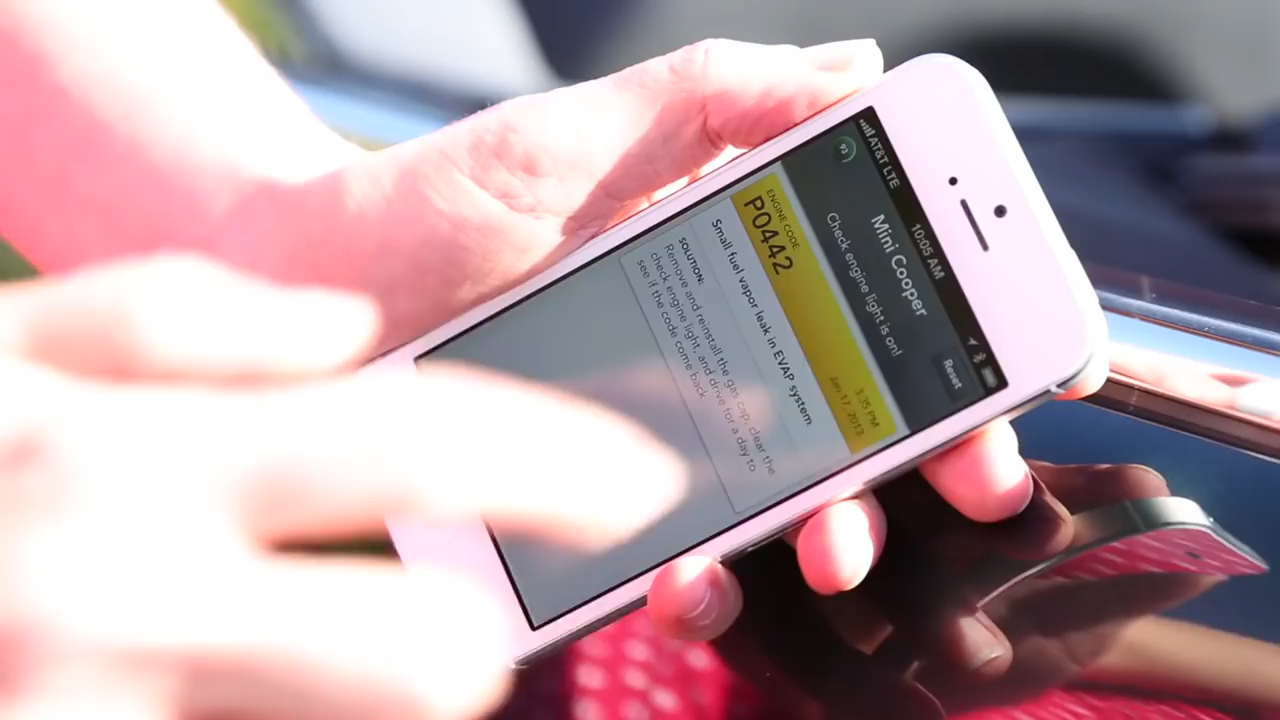 AT&T LTE 10:05 AM
93
Mini Cooper
Check engine light is on!
Reset
ENGINE CODE
P0442
3:35 PM
Jan 17, 2013
Small fuel vapor leak in EVAP system.
SOLUTION:
Remove and reinstall the gas cap, clear the
check engine light, and drive for a day to
see if the code come back